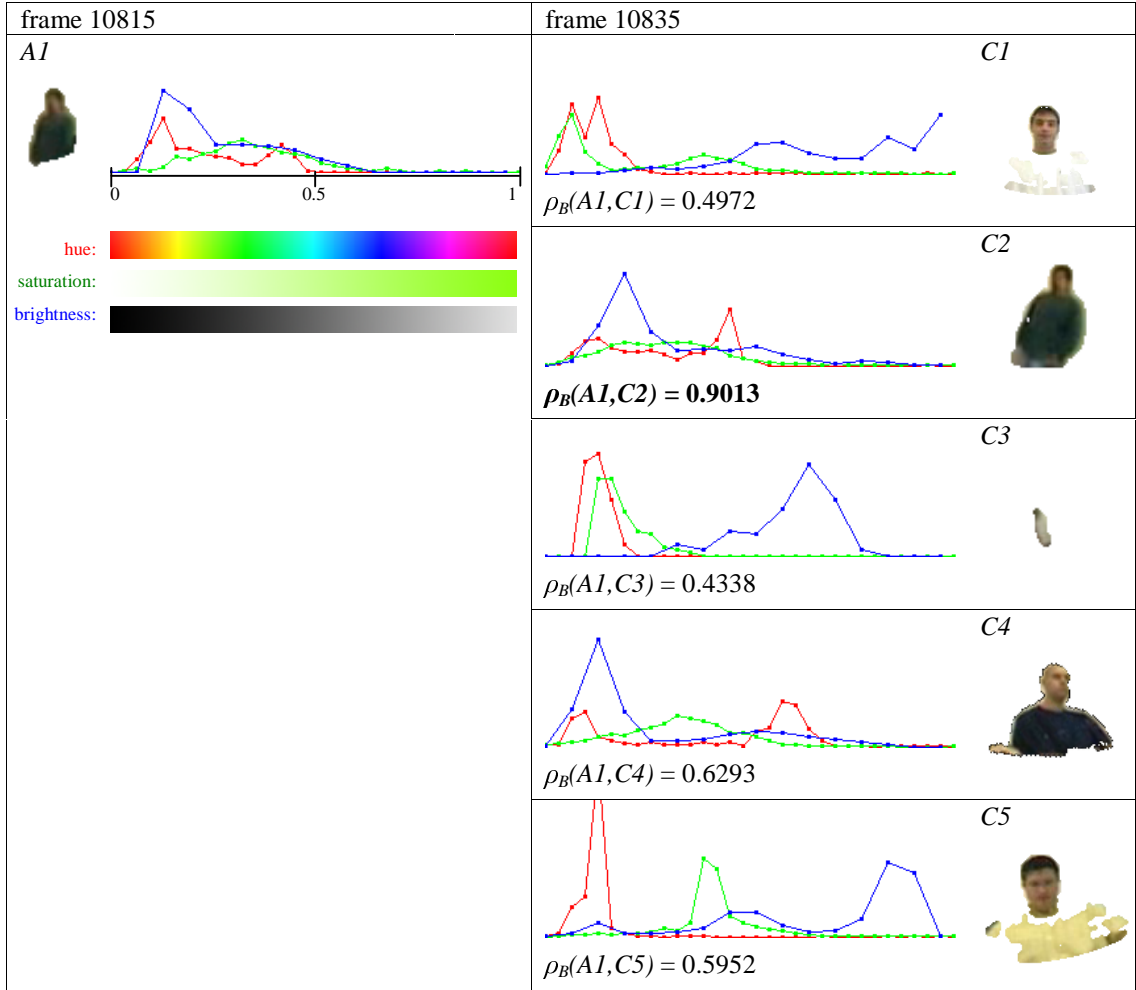 frame 10815
frame 10835
A1
0 0.5 1
hue:
saturation:
brightness:
C1
ρB(A1,C1) = 0.4972
C2
ρB(A1,C2) = 0.9013
C3
ρB(A1,C3) = 0.4338
C4
ρB(A1,C4) = 0.6293
C5
ρB(A1,C5) = 0.5952